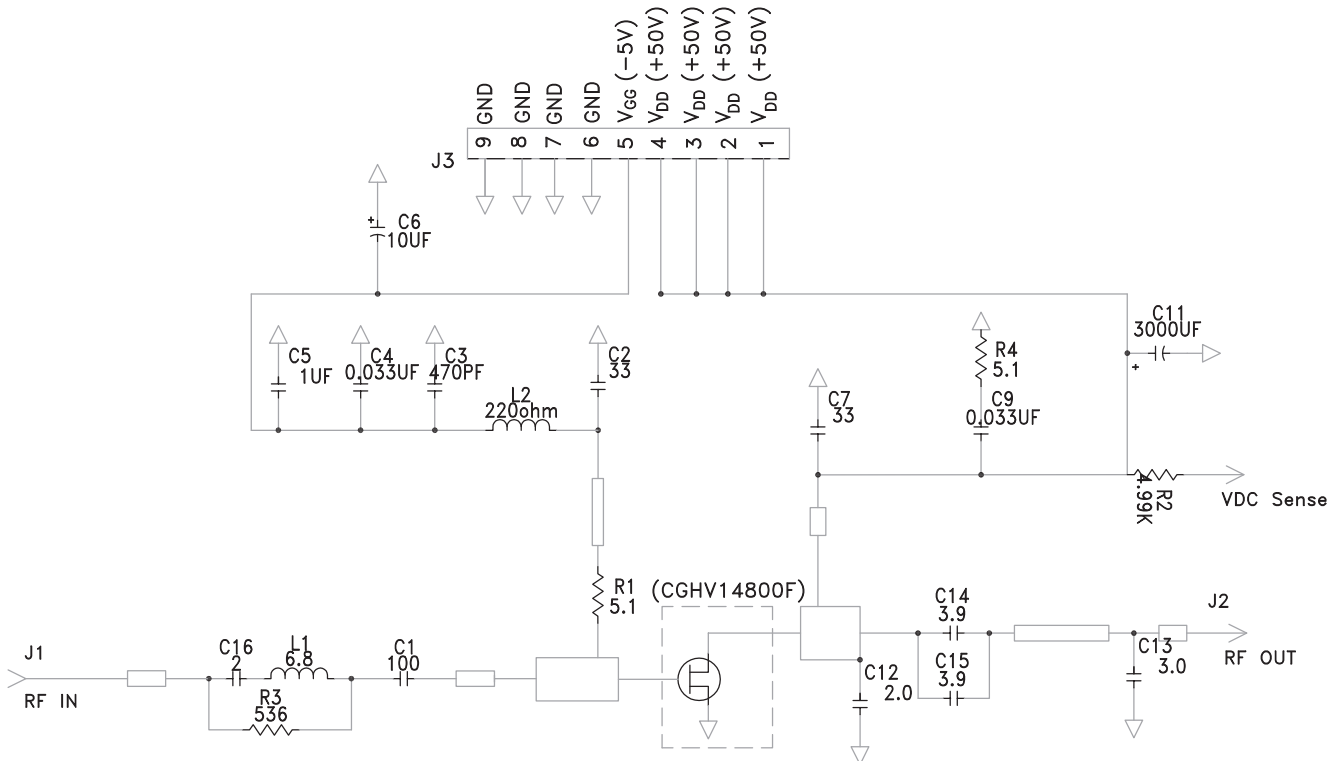 GND
GND
GND
GND
VGG (-5V)
VDD (+50V)
VDD (+50V)
VDD (+50V)
VDD (+50V)
9 8 7 6 5 4 3 2 1
J3
+
C6
10UF
C11
3000UF
+
C5
1UF
C4
0.033UF
C3
470PF
C2
33
L2
220ohm
R4
5.1
C9
0.033UF
C7
33
R2
4.99K
VDC Sense
R1
5.1
(CGHV14800F)
C14
3.9
C15
3.9
J2
RF OUT
C13
3.0
C12
2.0
J1
RF IN
C16
2
L1
6.8
R3
536
C1
100